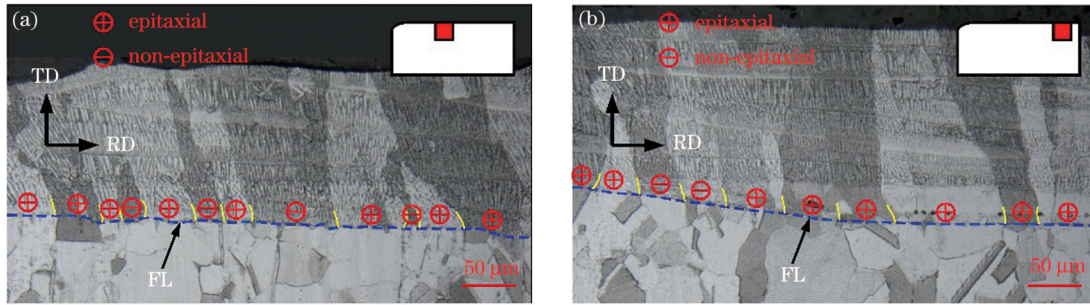 (a)
epitaxial
non-epitaxial
TD
RD
FL
50 μm
(b)
epitaxial
non-epitaxial
TD
RD
FL
50 μm